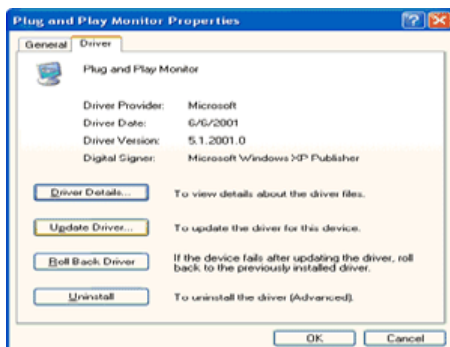 Plug and Play Monitor Properties
General Driver
Plug and Play Monitor
Driver Provider: Microsoft
Driver Date: 6/6/2001
Driver Version: 5.1.2001.0
Digital Signer: Microsoft Windows XP Publisher
Driver Details... To view details about the driver files.
Update Driver... To update the driver for this device.
Roll Back Driver If the device fails after updating the driver, roll
back to the previously installed driver.
Uninstall To uninstall the driver (Advanced).
OK Cancel